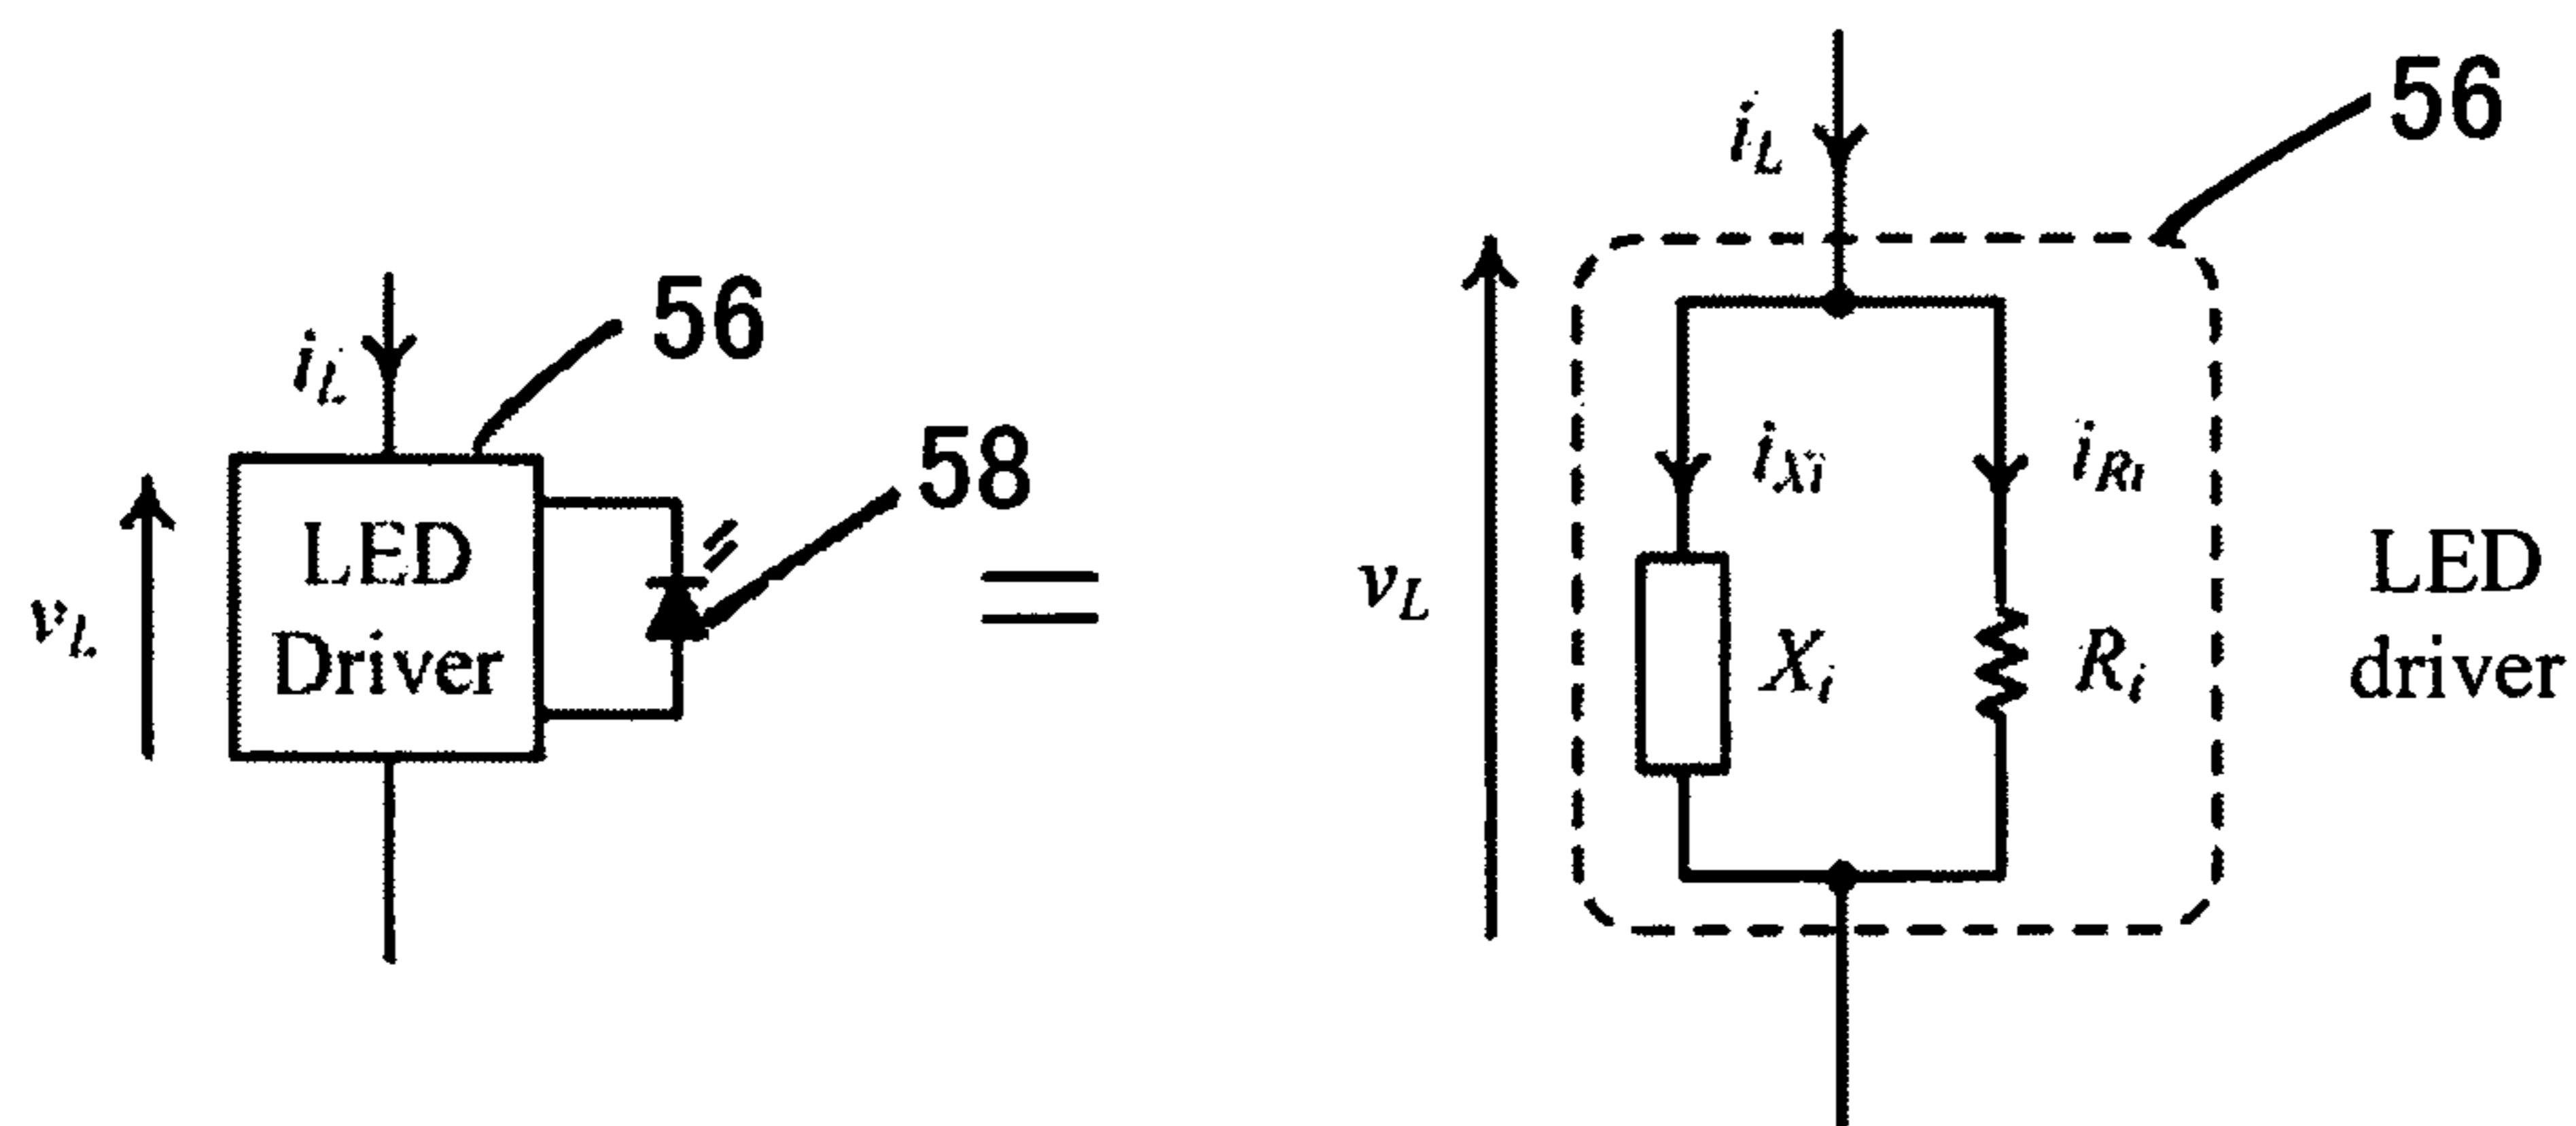 56
i_L
58
v_L
LED
Driver
=
56
i_L
i_Xi
i_Ri
v_L
X_i
R_i
LED
driver